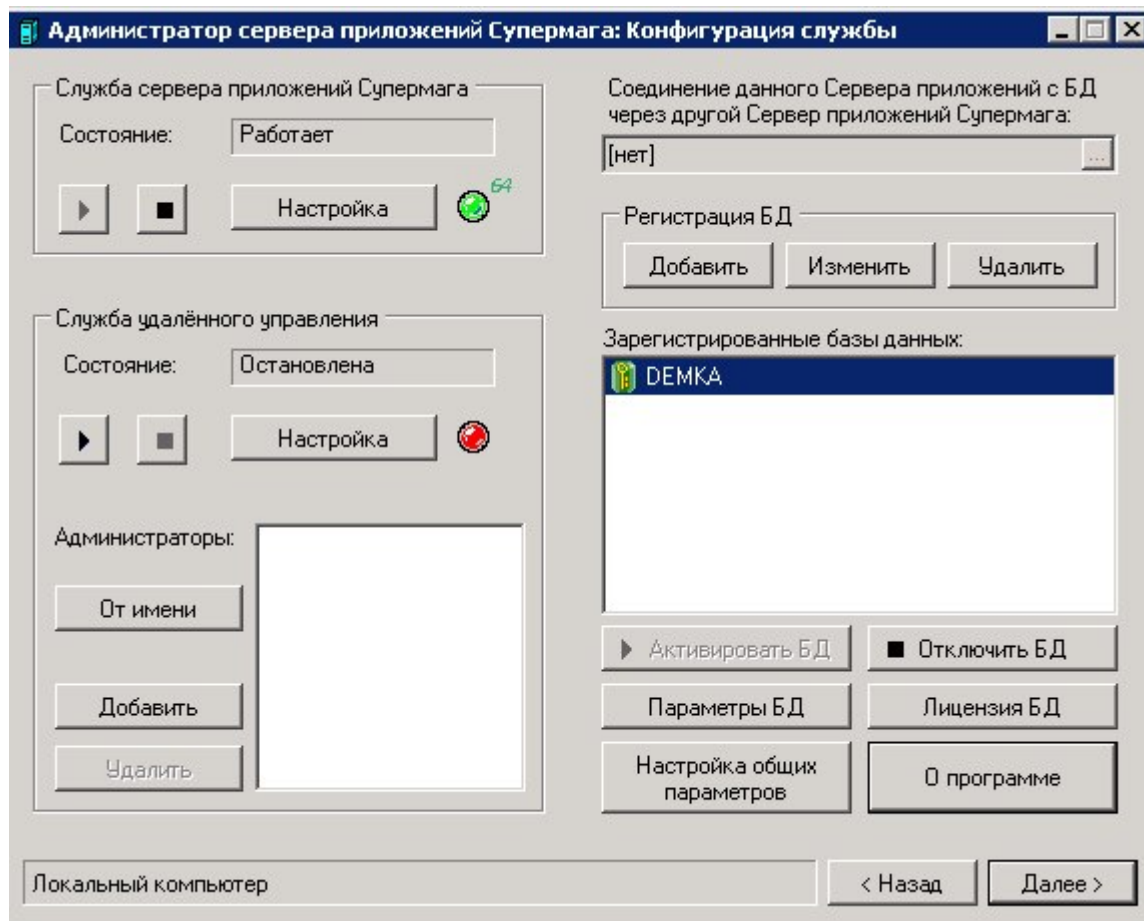 Администратор сервера приложений Супермага: Конфигурация службы
Служба сервера приложений Супермага
Состояние:
Работает
Настройка
64
Служба удалённого управления
Состояние:
Остановлена
Настройка
Администраторы:
От имени
Добавить
Удалить
Соединение данного Сервера приложений с БД
через другой Сервер приложений Супермага:
[нет]
...
Регистрация БД
Добавить
Изменить
Удалить
Зарегистрированные базы данных:
DEMKA
Активировать БД
Отключить БД
Параметры БД
Лицензия БД
Настройка общих
параметров
О программе
Локальный компьютер
< Назад
Далее >